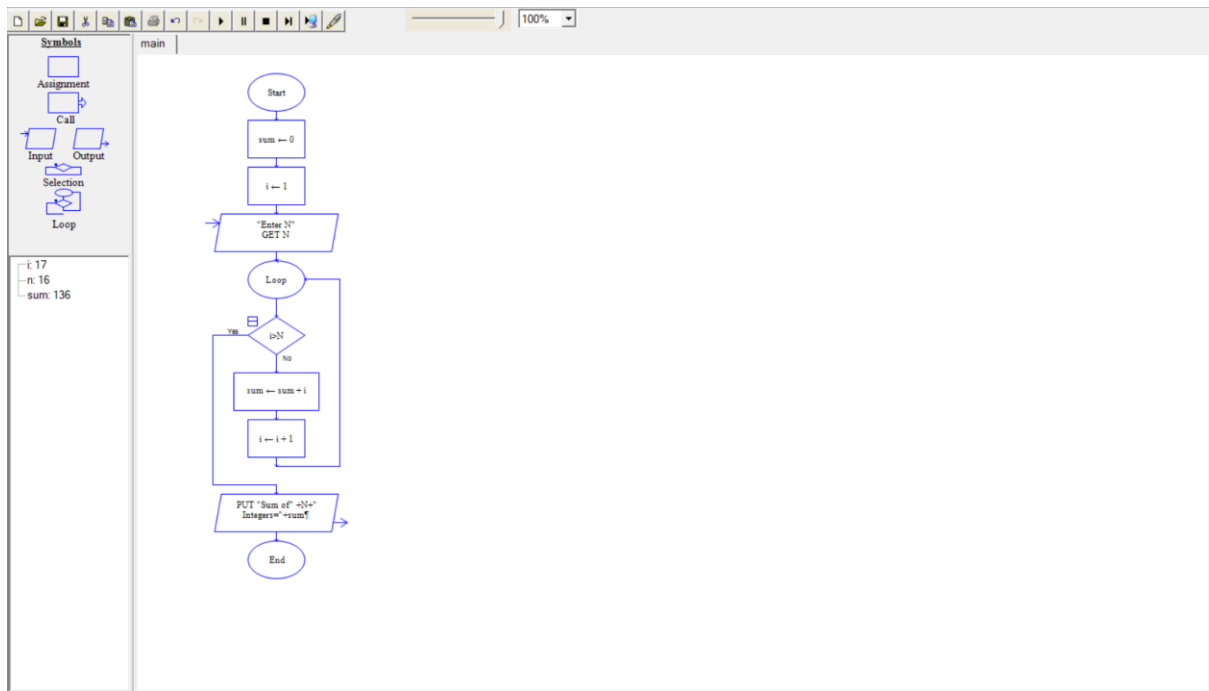 100%
Symbols
main
Assignment
Call
Input Output
Selection
Loop
i: 17
n: 16
sum: 136
Start
sum ← 0
i ← 1
"Enter N"
GET N
Loop
Yes
i>N
No
sum ← sum + i
i ← i + 1
PUT "Sum of" +N+"
Integers="+sum¶
End